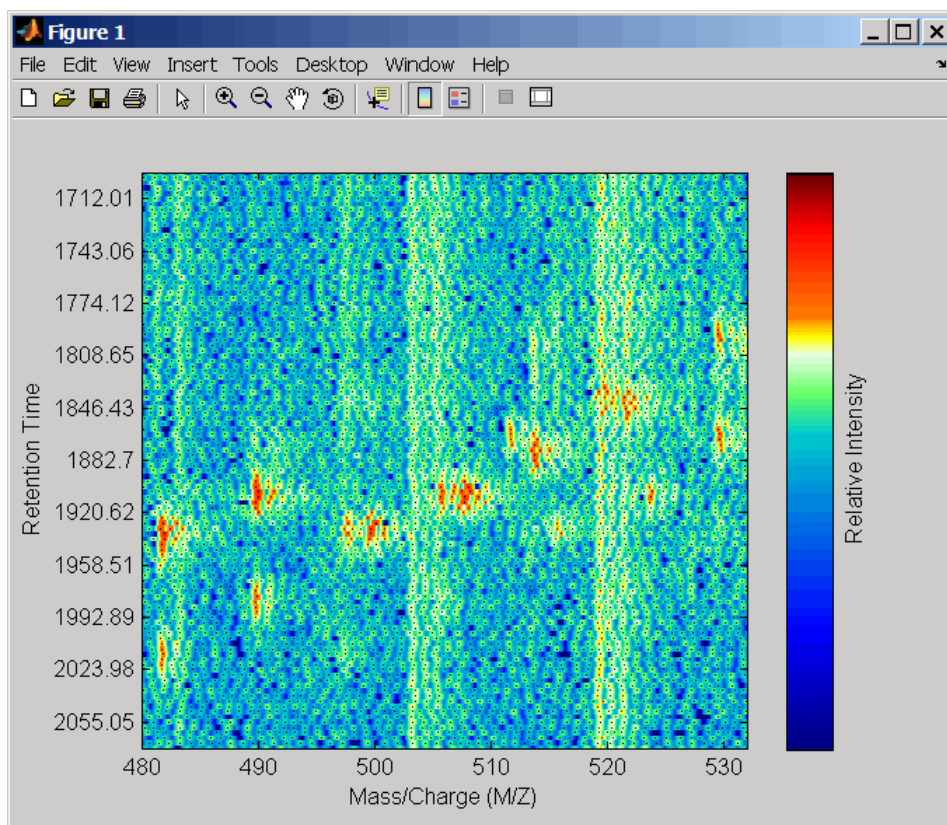 Figure 1
File Edit View Insert Tools Desktop Window Help
1712.01
1743.06
1774.12
1808.65
1846.43
1882.7
1920.62
1958.51
1992.89
2023.98
2055.05
Retention Time
480 490 500 510 520 530
Mass/Charge (M/Z)
Relative Intensity